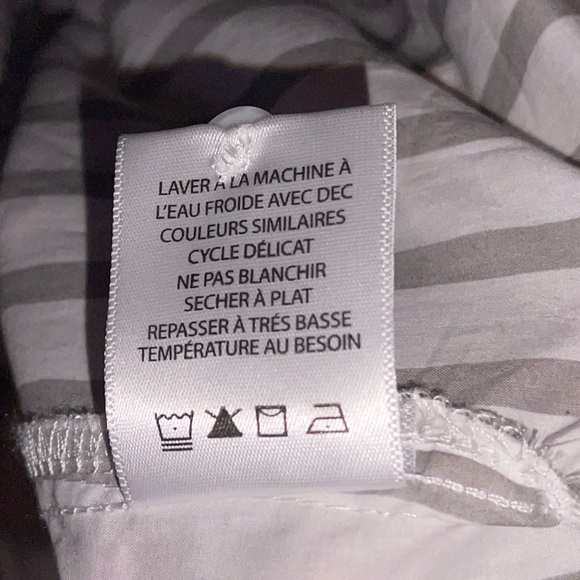 LAVER À LA MACHINE À
L'EAU FROIDE AVEC DEC
COULEURS SIMILAIRES
CYCLE DÉLICAT
NE PAS BLANCHIR
SECHER À PLAT
REPASSER À TRÉS BASSE
TEMPÉRATURE AU BESOIN